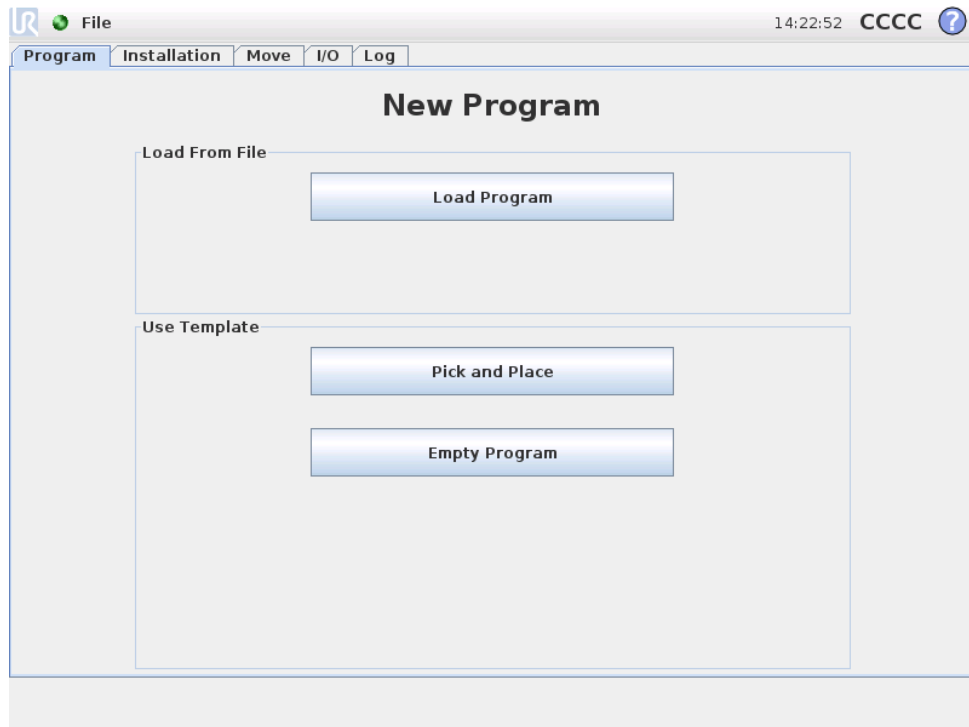 UR File 14:22:52 CCCC ?
Program Installation Move I/O Log
New Program
Load From File
Load Program
Use Template
Pick and Place
Empty Program